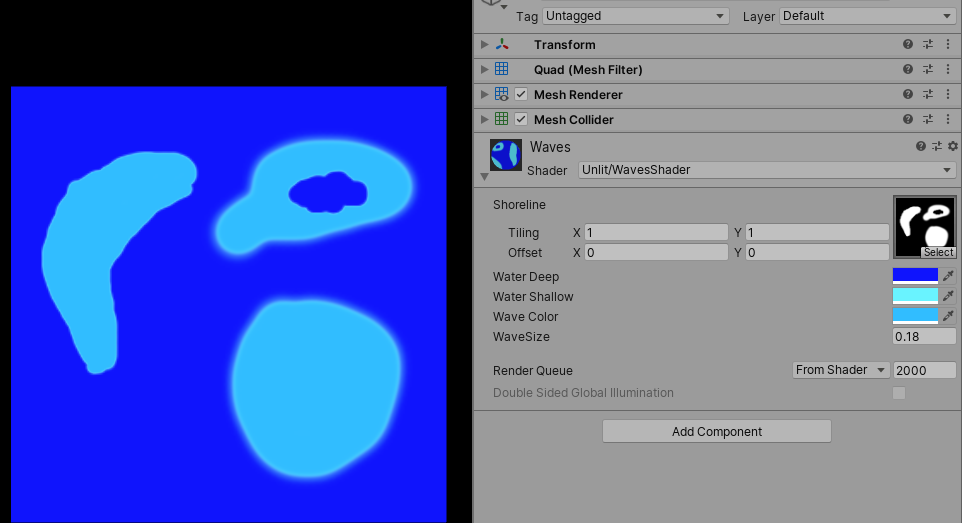 Tag Untagged Layer Default
Transform
Quad (Mesh Filter)
Mesh Renderer
Mesh Collider
Waves
Shader Unlit/WavesShader
Shoreline
Tiling X 1 Y 1
Offset X 0 Y 0
Select
Water Deep
Water Shallow
Wave Color
WaveSize 0.18
Render Queue From Shader 2000
Double Sided Global Illumination
Add Component